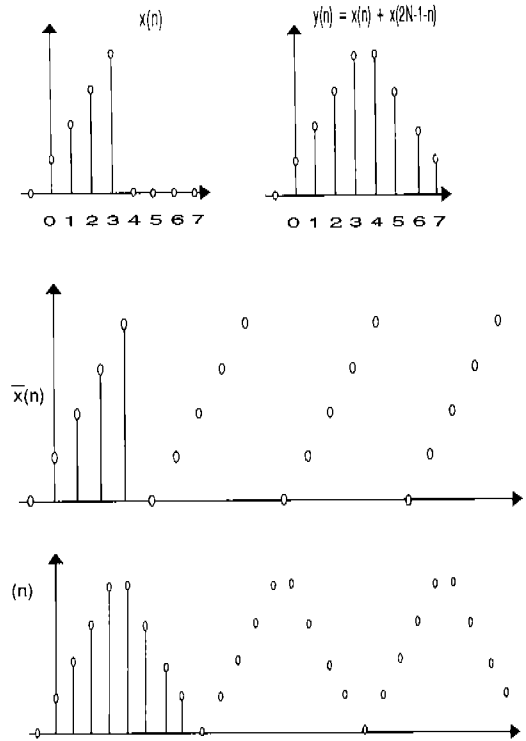 x(n)
y(n) = x(n) + x(2N-1-n)
0 1 2 3 4 5 6 7
0 1 2 3 4 5 6 7
x̄(n)
(n)